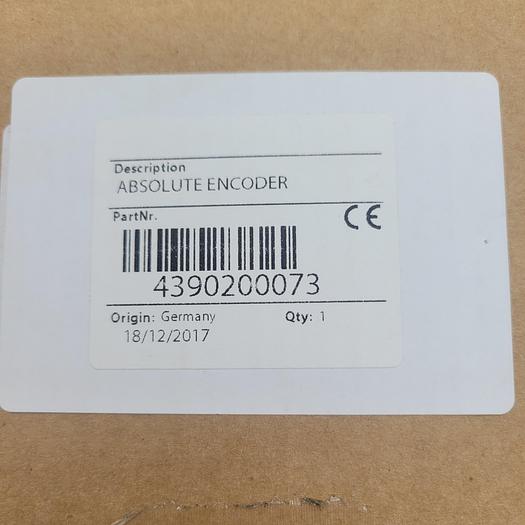 Description
ABSOLUTE ENCODER
PartNr.
CE
4390200073
Origin: Germany Qty: 1
18/12/2017